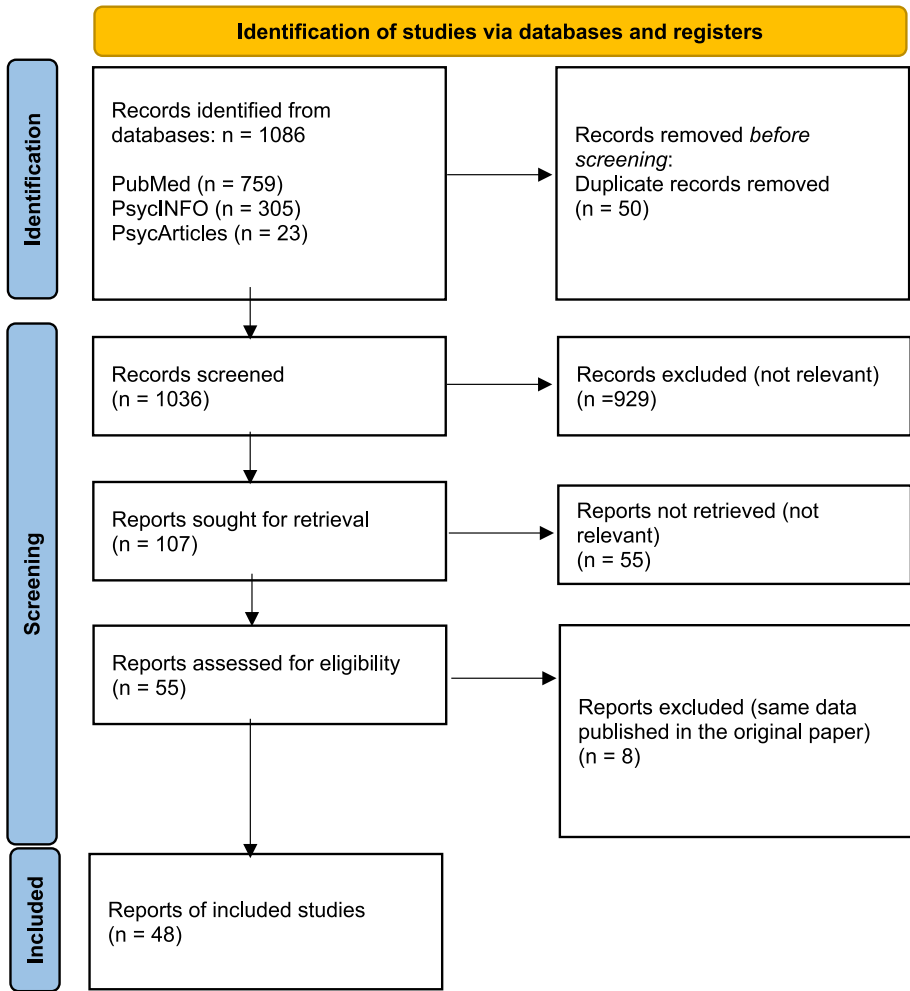 Identification of studies via databases and registers
Identification
Records identified from
databases: n = 1086
PubMed (n = 759)
PsycINFO (n = 305)
PsycArticles (n = 23)
Records removed before
screening:
Duplicate records removed
(n = 50)
Screening
Records screened
(n = 1036)
Records excluded (not relevant)
(n =929)
Reports sought for retrieval
(n = 107)
Reports not retrieved (not
relevant)
(n = 55)
Reports assessed for eligibility
(n = 55)
Reports excluded (same data
published in the original paper)
(n = 8)
Included
Reports of included studies
(n = 48)